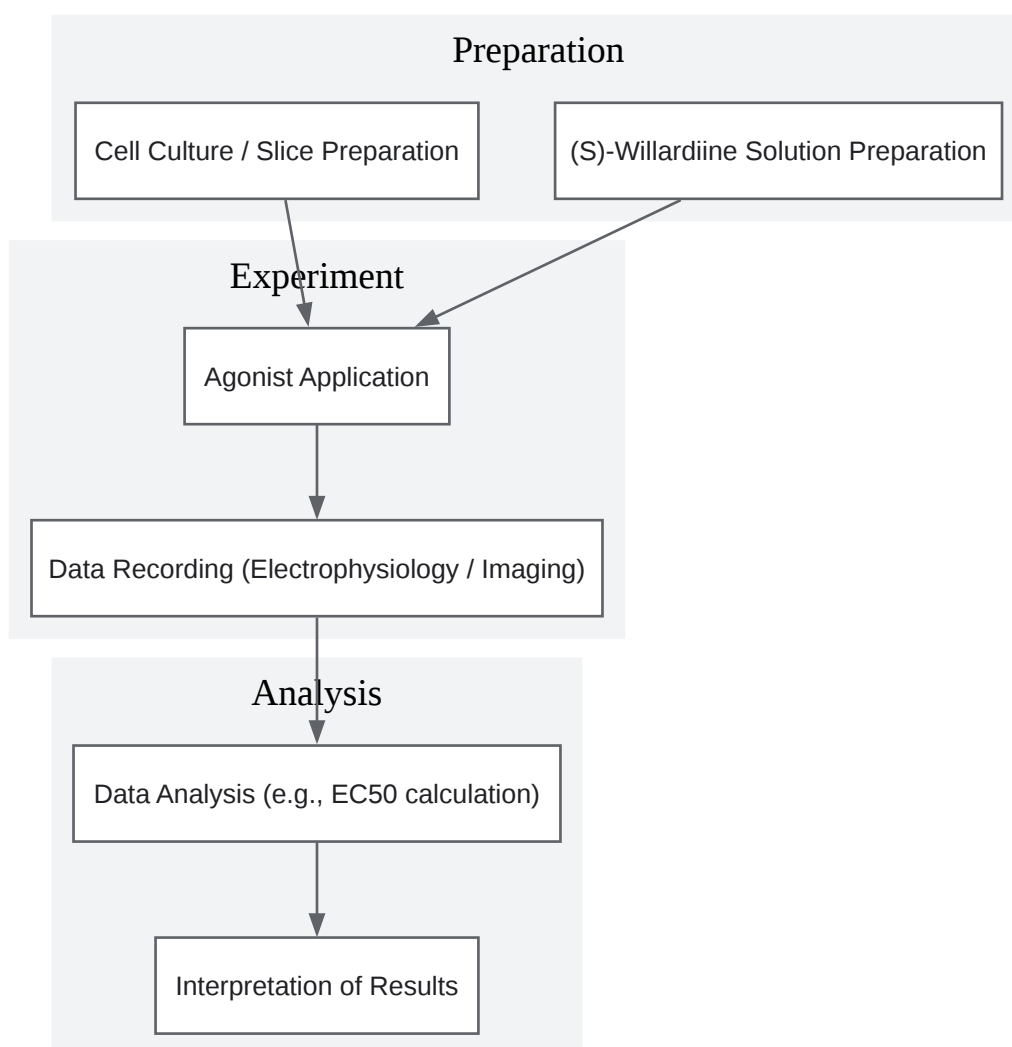 Preparation
Cell Culture / Slice Preparation
(S)-Willardiine Solution Preparation
Experiment
Agonist Application
Data Recording (Electrophysiology / Imaging)
Analysis
Data Analysis (e.g., EC50 calculation)
Interpretation of Results